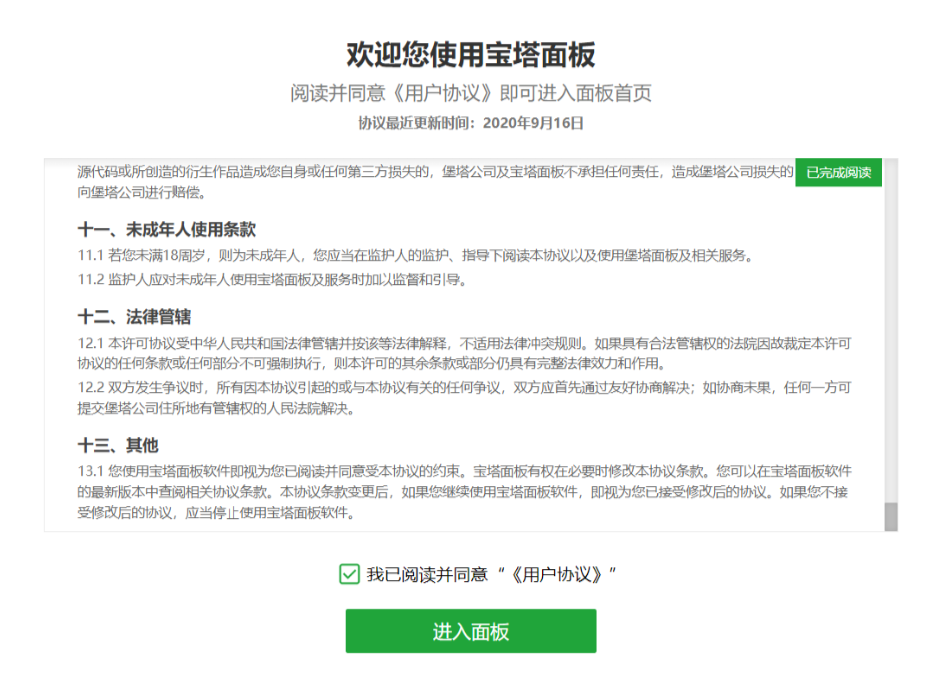 欢迎您使用宝塔面板
阅读并同意《用户协议》即可进入面板首页
协议最近更新时间：2020年9月16日
源代码或所创造的衍生作品造成您自身或任何第三方损失的，堡塔公司及宝塔面板不承担任何责任，造成堡塔公司损失的
已完成阅读
向堡塔公司进行赔偿。
十一、未成年人使用条款
11.1 若您未满18周岁，则为未成年人，您应当在监护人的监护、指导下阅读本协议以及使用堡塔面板及相关服务。
11.2 监护人应对未成年人使用宝塔面板及服务时加以监督和引导。
十二、法律管辖
12.1 本许可协议受中华人民共和国法律管辖并按该等法律解释，不适用法律冲突规则。如果具有合法管辖权的法院因故裁定本许可
协议的任何条款或任何部分不可强制执行，则本许可的其余条款或部分仍具有完整法律效力和作用。
12.2 双方发生争议时，所有因本协议引起的或与本协议有关的任何争议，双方应首先通过友好协商解决；如协商未果，任何一方可
提交堡塔公司住所地有管辖权的人民法院解决。
十三、其他
13.1 您使用宝塔面板软件即视为您已阅读并同意受本协议的约束。宝塔面板有权在必要时修改本协议条款。您可以在宝塔面板软件
的最新版本中查阅相关协议条款。本协议条款变更后，如果您继续使用宝塔面板软件，即视为您已接受修改后的协议。如果您不接
受修改后的协议，应当停止使用宝塔面板软件。
我已阅读并同意“《用户协议》”
进入面板